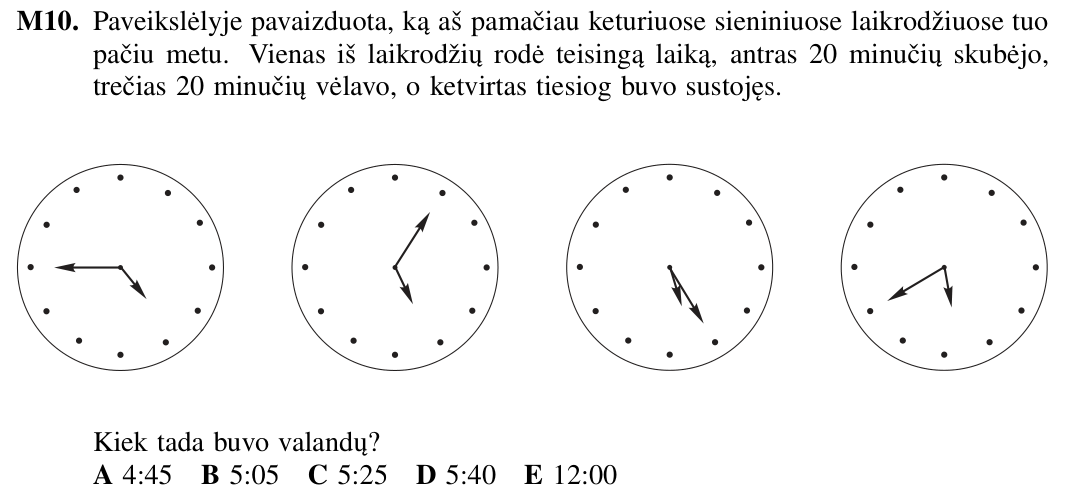 M10. Paveikslėlyje pavaizduota, ką aš pamačiau keturiuose sieniniuose laikrodžiuose tuo
pačiu metu. Vienas iš laikrodžių rodė teisingą laiką, antras 20 minučių skubėjo,
trečias 20 minučių vėlavo, o ketvirtas tiesiog buvo sustojęs.
Kiek tada buvo valandų?
A 4:45 B 5:05 C 5:25 D 5:40 E 12:00